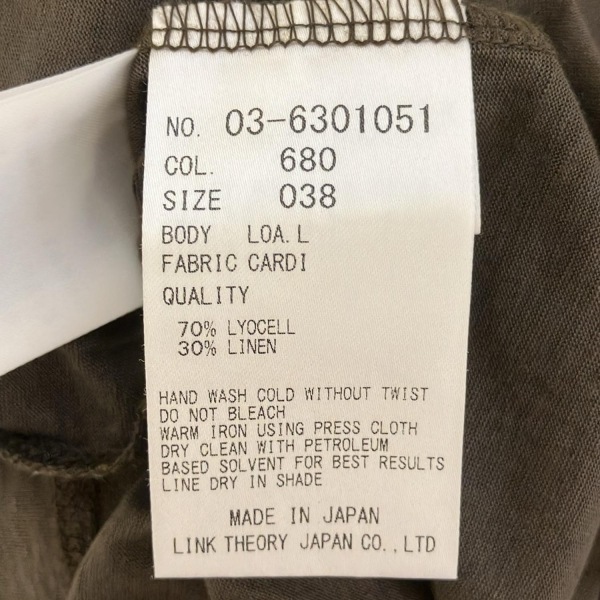 NO. 03-6301051
COL. 680
SIZE 038
BODY LOA.L
FABRIC CARDI
QUALITY
70% LYOCELL
30% LINEN
HAND WASH COLD WITHOUT TWIST
DO NOT BLEACH
WARM IRON USING PRESS CLOTH
DRY CLEAN WITH PETROLEUM
BASED SOLVENT FOR BEST RESULTS
LINE DRY IN SHADE
MADE IN JAPAN
LINK THEORY JAPAN CO.,LTD